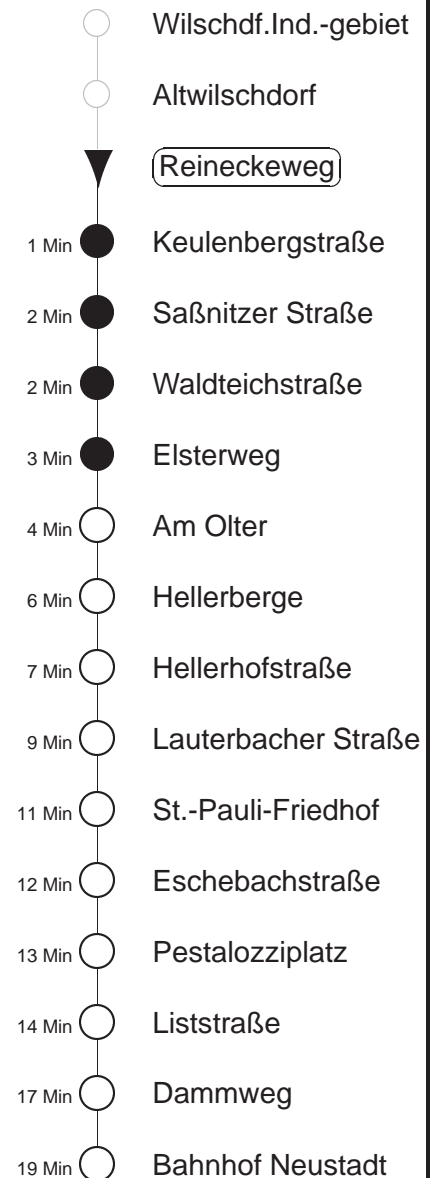 Wilschdf.Ind.-gebiet
Altwilschdorf
Reineckeweg
1 Min Keulenbergstraße
2 Min Saßnitzer Straße
2 Min Waldteichstraße
3 Min Elsterweg
4 Min Am Olter
6 Min Hellerberge
7 Min Hellerhofstraße
9 Min Lauterbacher Straße
11 Min St.-Pauli-Friedhof
12 Min Eschebachstraße
13 Min Pestalozziplatz
14 Min Liststraße
17 Min Dammweg
19 Min Bahnhof Neustadt